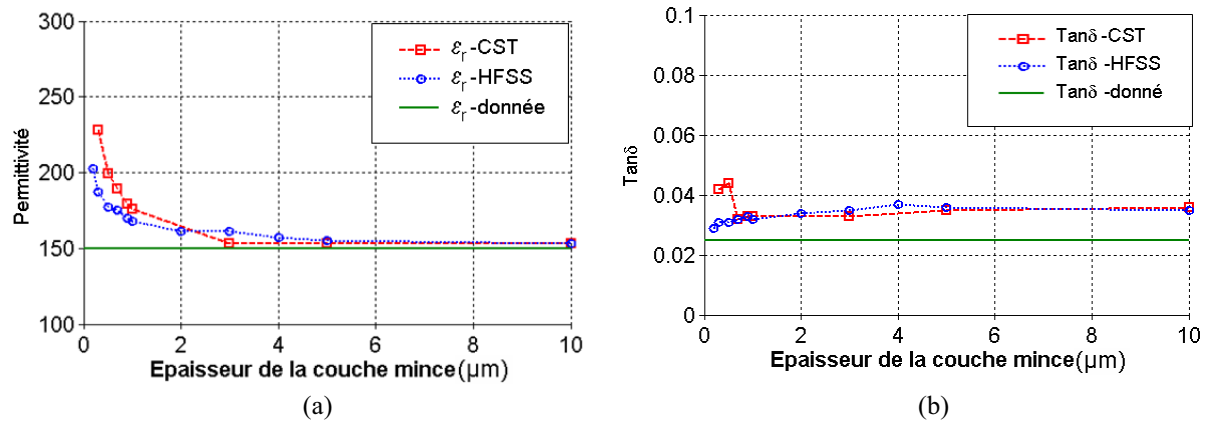 300
250
200
150
100
Permittivité
εr-CST
εr-HFSS
εr-donnée
0 2 4 6 8 10
Epaisseur de la couche mince(µm)
(a)
0.1
0.08
0.06
0.04
0.02
0
Tanδ
Tanδ -CST
Tanδ -HFSS
Tanδ -donné
0 2 4 6 8 10
Epaisseur de la couche mince(µm)
(b)